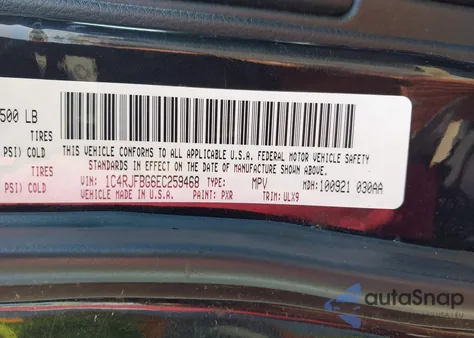 500 LB
TIRES
THIS VEHICLE CONFORMS TO ALL APPLICABLE U.S.A. FEDERAL MOTOR VEHICLE SAFETY
PSI) COLD
STANDARDS IN EFFECT ON THE DATE OF MANUFACTURE SHOWN ABOVE.
TIRES
VIN: 1C4RJFBG6EC259468 TYPE: MPV MDH:100921 030AA
PSI) COLD
VEHICLE MADE IN U.S.A. PAINT: PXR TRIM: ULX9
autoSnap